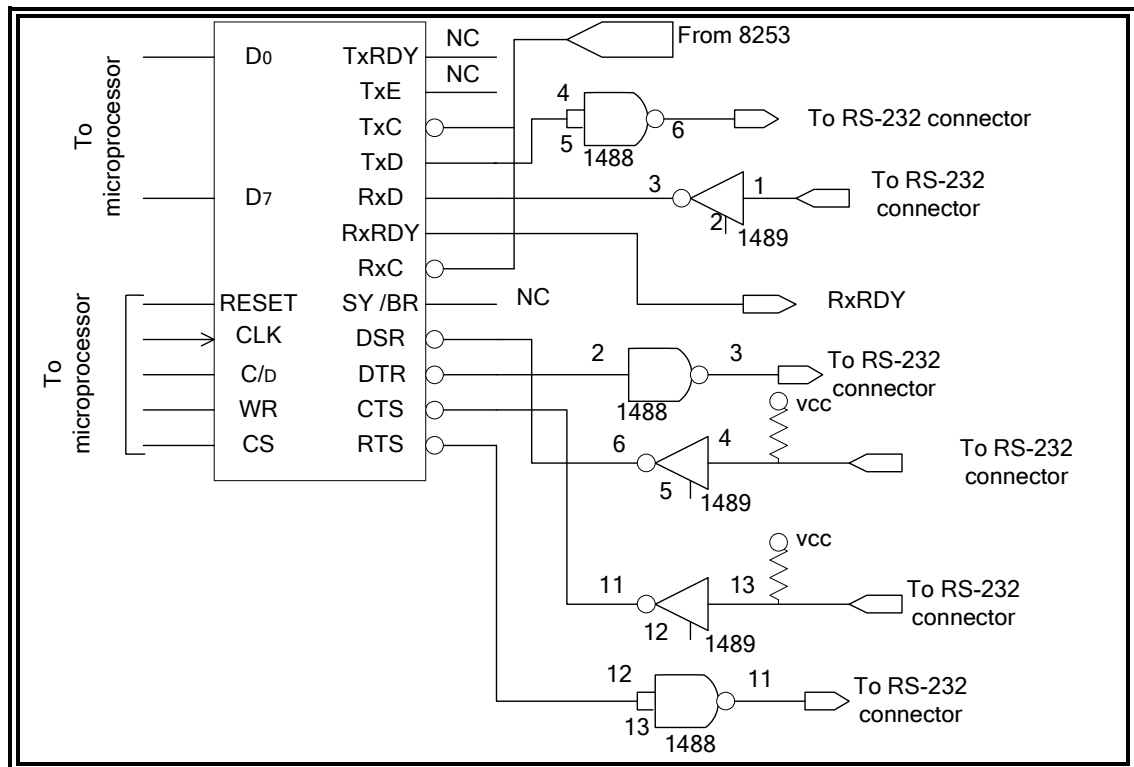 From 8253
NC
D0 TxRDY
NC
TxE
4
TxC
5
1488
6
To RS-232 connector
TxD
To
microprocessor
D7 RxD
3
1
2
1489
To RS-232
connector
RxRDY
RxC
RESET SY /BR
NC
RxRDY
CLK DSR
C/D DTR
2
3
1488
To RS-232
connector
WR CTS
CS RTS
To
microprocessor
vcc
6
4
5
1489
To RS-232
connector
vcc
11
13
12
1489
To RS-232
connector
12
11
13
1488
To RS-232
connector